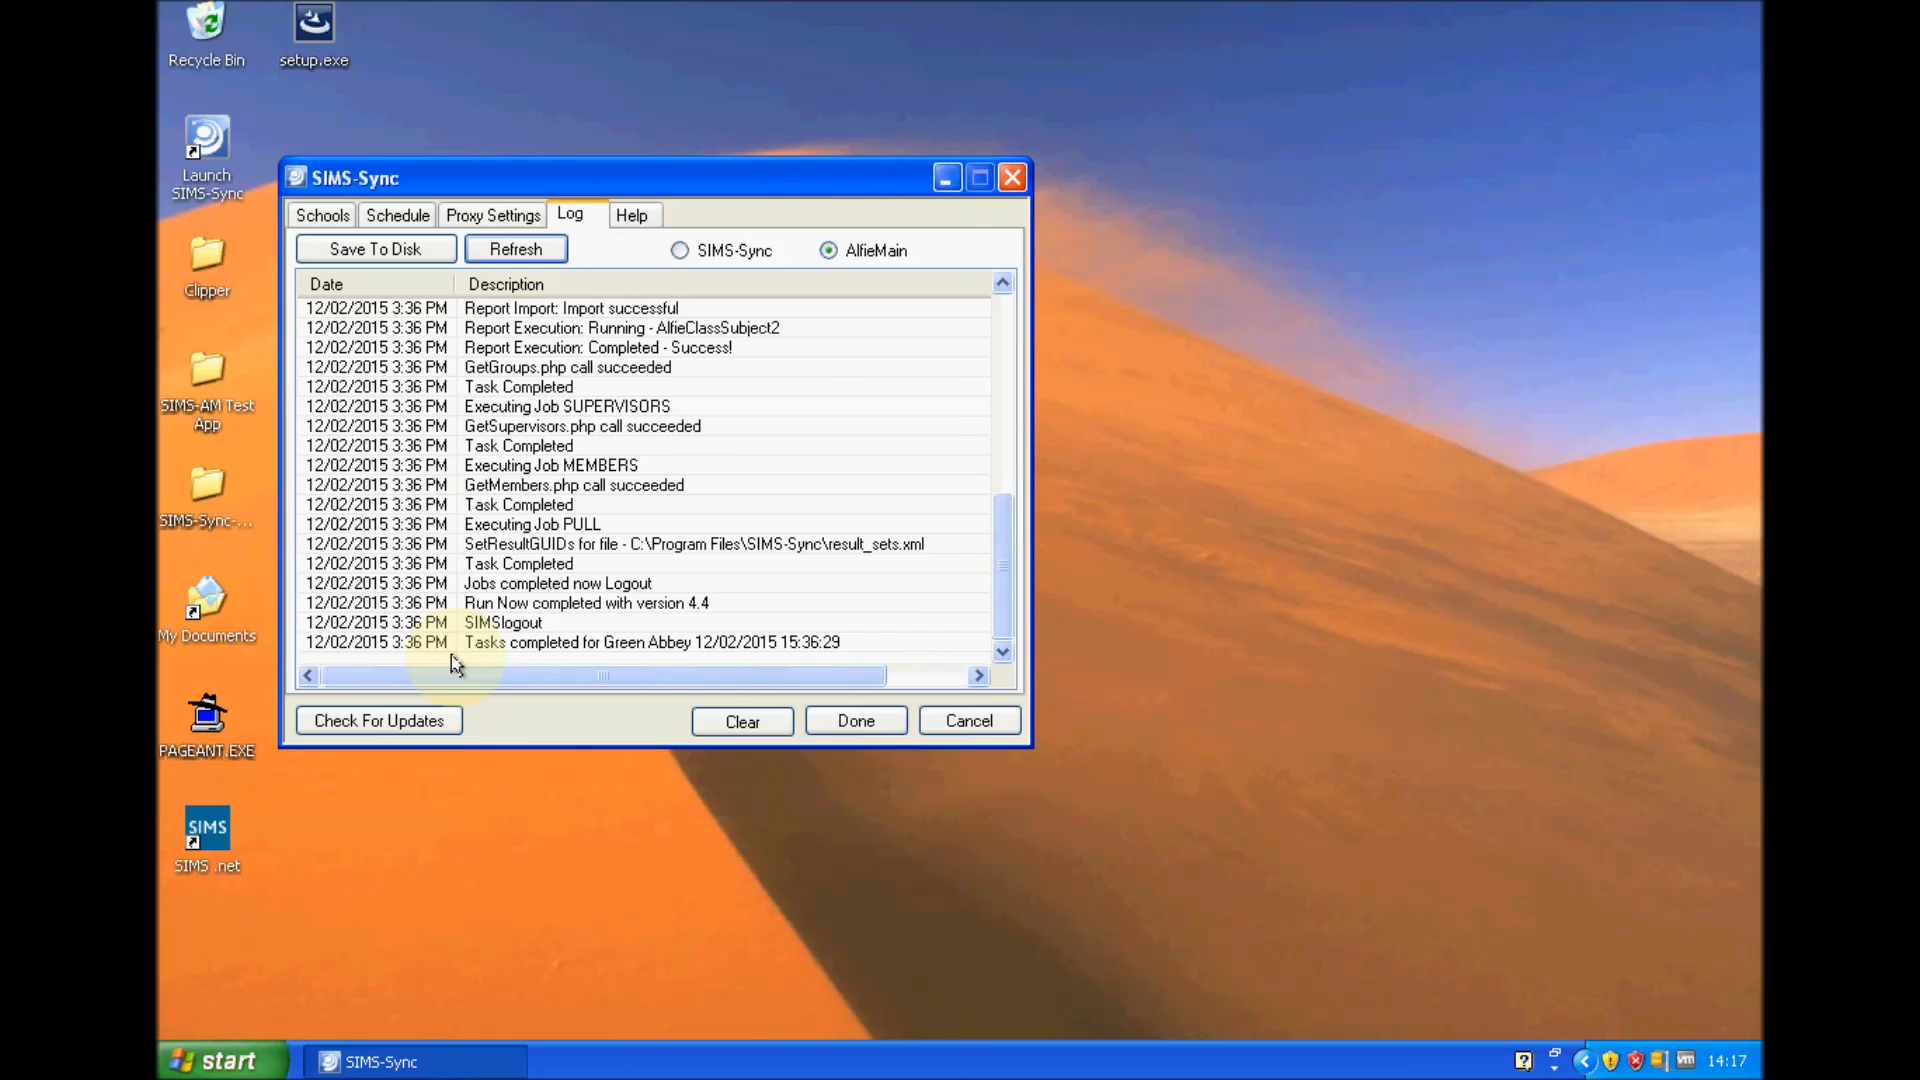 Recycle Bin
setup.exe
Launch
SIMS-Sync
Clipper
SIMS-AM Test
App
SIMS-Sync-...
My Documents
PAGEANT.EXE
SIMS
SIMS .net
SIMS-Sync
Schools Schedule Proxy Settings Log Help
Save To Disk Refresh SIMS-Sync AlfieMain
Date Description
12/02/2015 3:36 PM Report Import: Import successful
12/02/2015 3:36 PM Report Execution: Running - AlfieClassSubject2
12/02/2015 3:36 PM Report Execution: Completed - Success!
12/02/2015 3:36 PM GetGroups.php call succeeded
12/02/2015 3:36 PM Task Completed
12/02/2015 3:36 PM Executing Job SUPERVISORS
12/02/2015 3:36 PM GetSupervisors.php call succeeded
12/02/2015 3:36 PM Task Completed
12/02/2015 3:36 PM Executing Job MEMBERS
12/02/2015 3:36 PM GetMembers.php call succeeded
12/02/2015 3:36 PM Task Completed
12/02/2015 3:36 PM Executing Job PULL
12/02/2015 3:36 PM SetResultGUIDs for file - C:\Program Files\SIMS-Sync\result_sets.xml
12/02/2015 3:36 PM Task Completed
12/02/2015 3:36 PM Jobs completed now Logout
12/02/2015 3:36 PM Run Now completed with version 4.4
12/02/2015 3:36 PM SIMSlogout
12/02/2015 3:36 PM Tasks completed for Green Abbey 12/02/2015 15:36:29
Check For Updates Clear Done Cancel
start SIMS-Sync vm 14:17